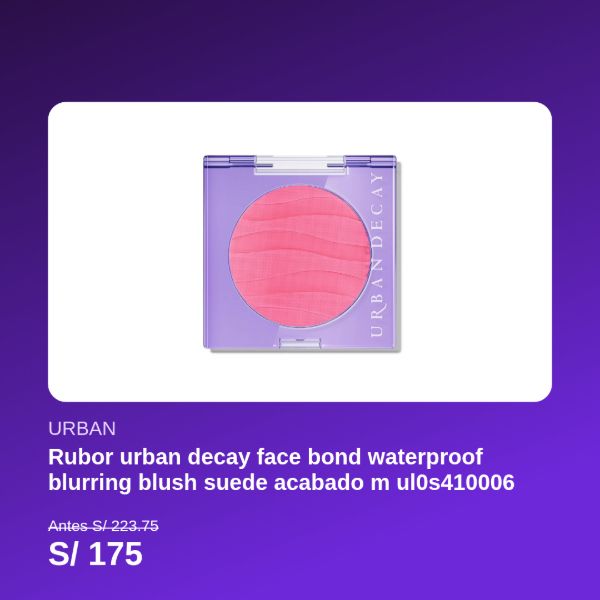 URBAN DECAY
URBAN
Rubor urban decay face bond waterproof
blurring blush suede acabado m ul0s410006
Antes S/ 223.75
S/ 175